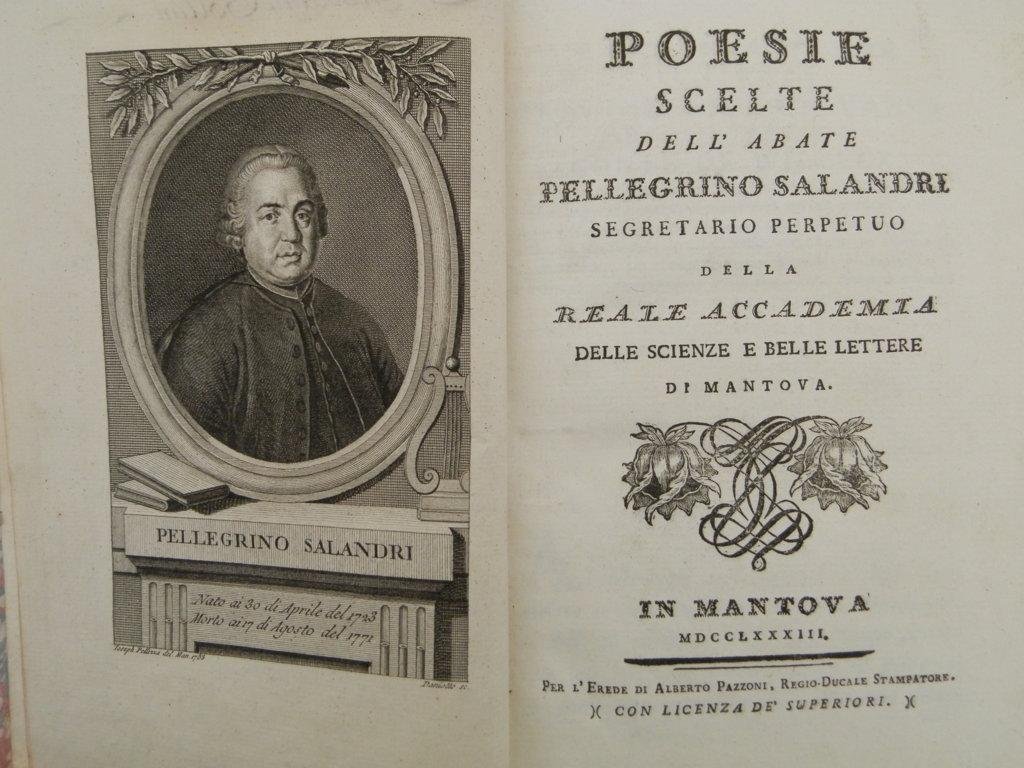 PELLEGRINO SALANDRI
Nato ai 30 di Aprile del 1723
Morto ai 17 di Agosto del 1771
POESIE
SCELTE
DELL' ABATE
PELLEGRINO SALANDRI
SEGRETARIO PERPETUO
DELLA
REALE ACCADEMIA
DELLE SCIENZE E BELLE LETTERE
DI MANTOVA.
IN MANTOVA
MDCCLXXXIII.
PER L'EREDE DI ALBERTO PAZZONI, REGIO-DUCALE STAMPATORE.
)( CON LICENZA DE' SUPERIORI. )(